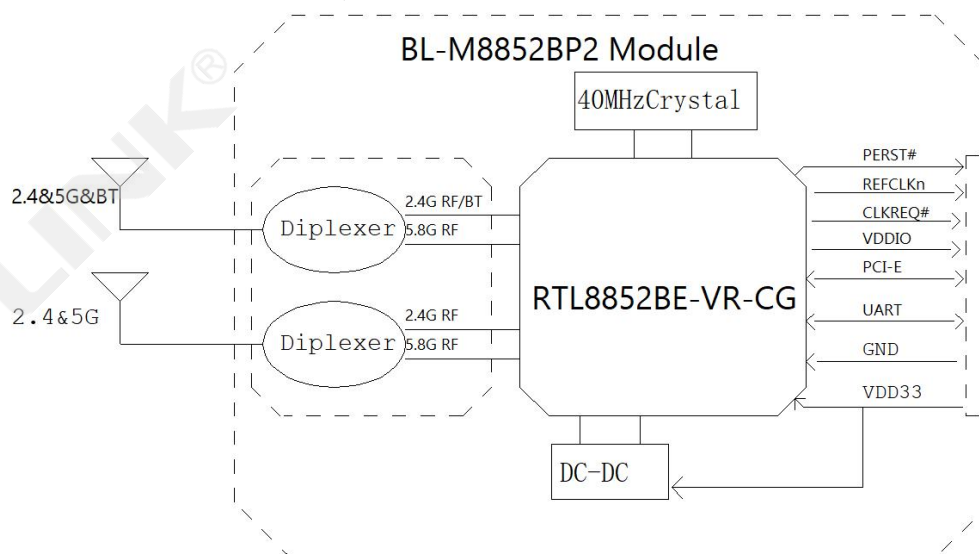 BL-M8852BP2 Module
40MHzCrystal
LINK®
2.4&5G&BT
Diplexer
2.4G RF/BT
5.8G RF
2.4&5G
Diplexer
2.4G RF
5.8G RF
RTL8852BE-VR-CG
PERST#
REFCLKn
CLKREQ#
VDDIO
PCI-E
UART
GND
VDD33
DC-DC